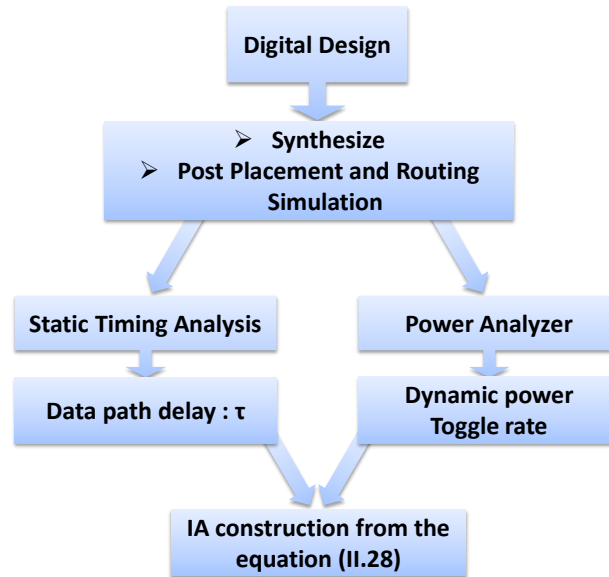 Digital Design
➢ Synthesize
➢ Post Placement and Routing
Simulation
Static Timing Analysis
Power Analyzer
Data path delay : τ
Dynamic power
Toggle rate
IA construction from the
equation (II.28)